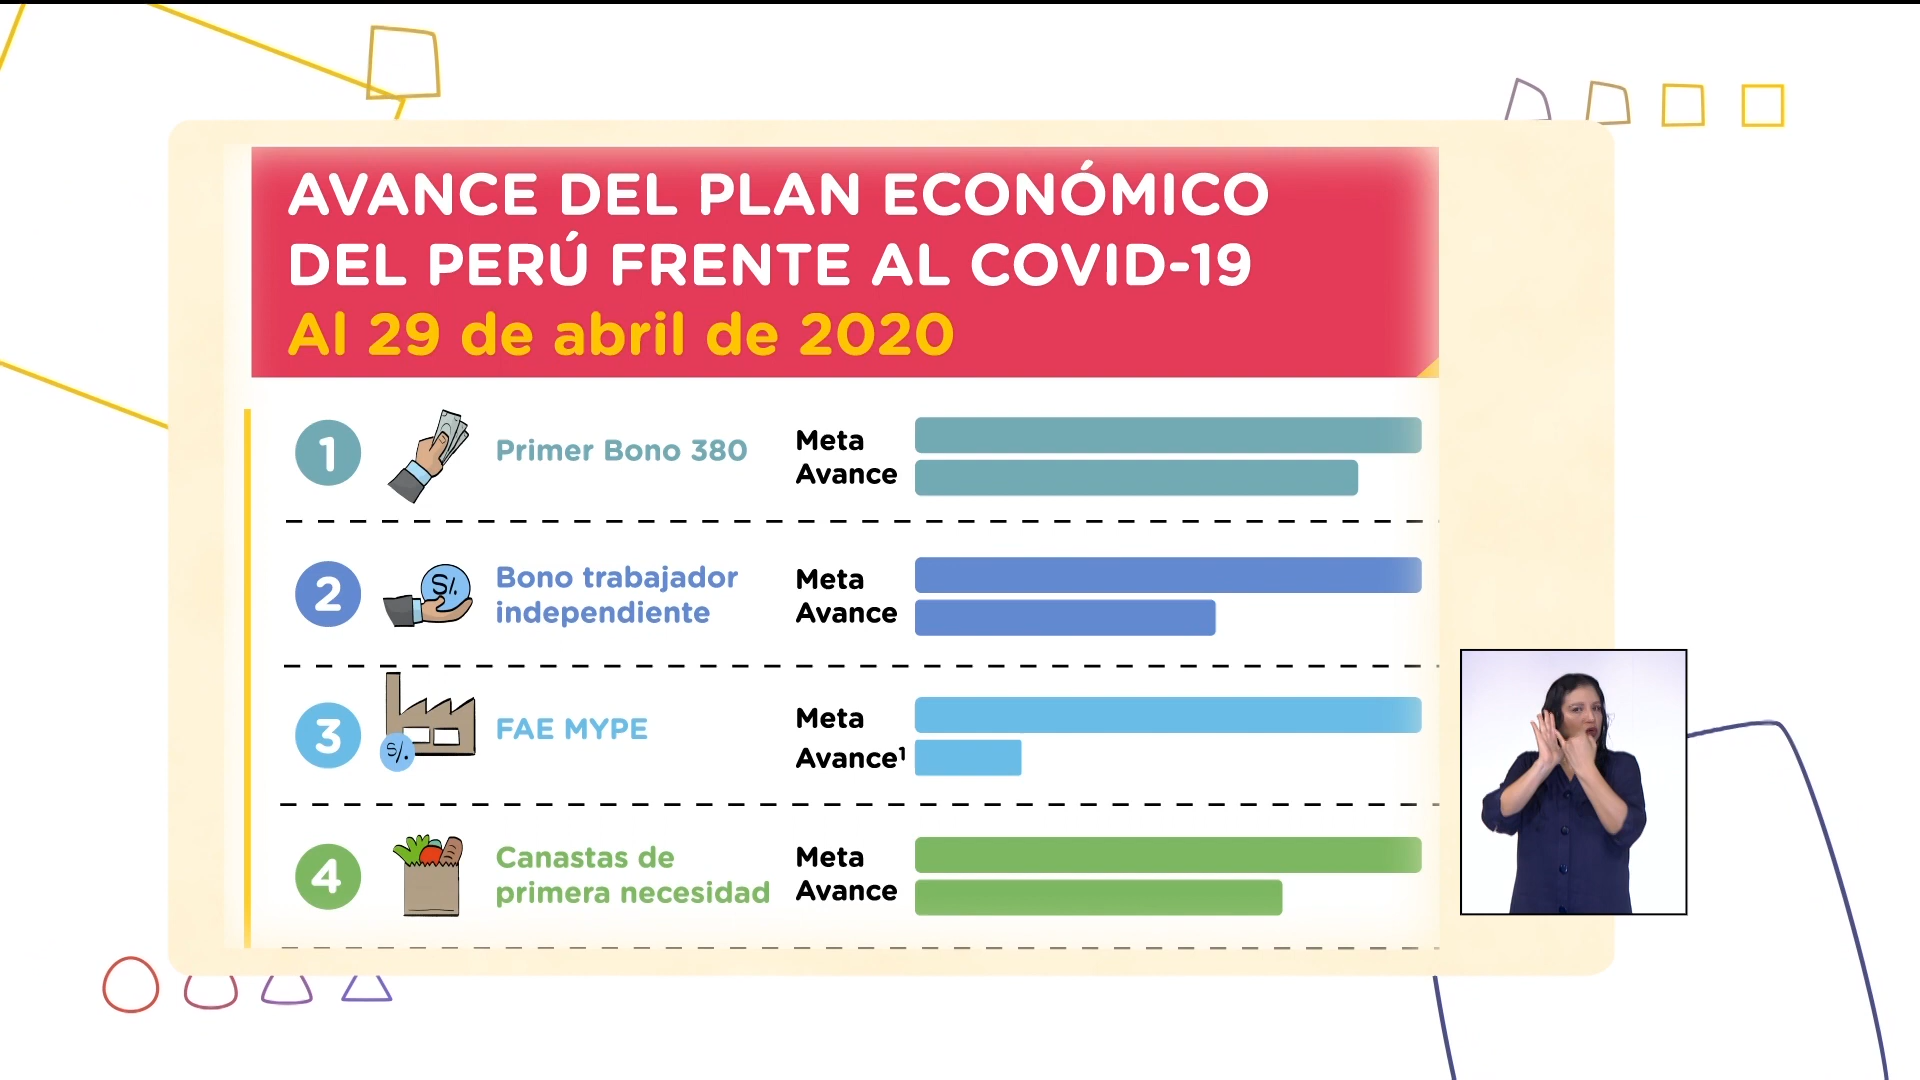 AVANCE DEL PLAN ECONÓMICO
DEL PERÚ FRENTE AL COVID-19
Al 29 de abril de 2020
1
Primer Bono 380
Meta
Avance
2
S/.
Bono trabajador
independiente
Meta
Avance
3
S/.
FAE MYPE
Meta
Avance¹
4
Canastas de
primera necesidad
Meta
Avance